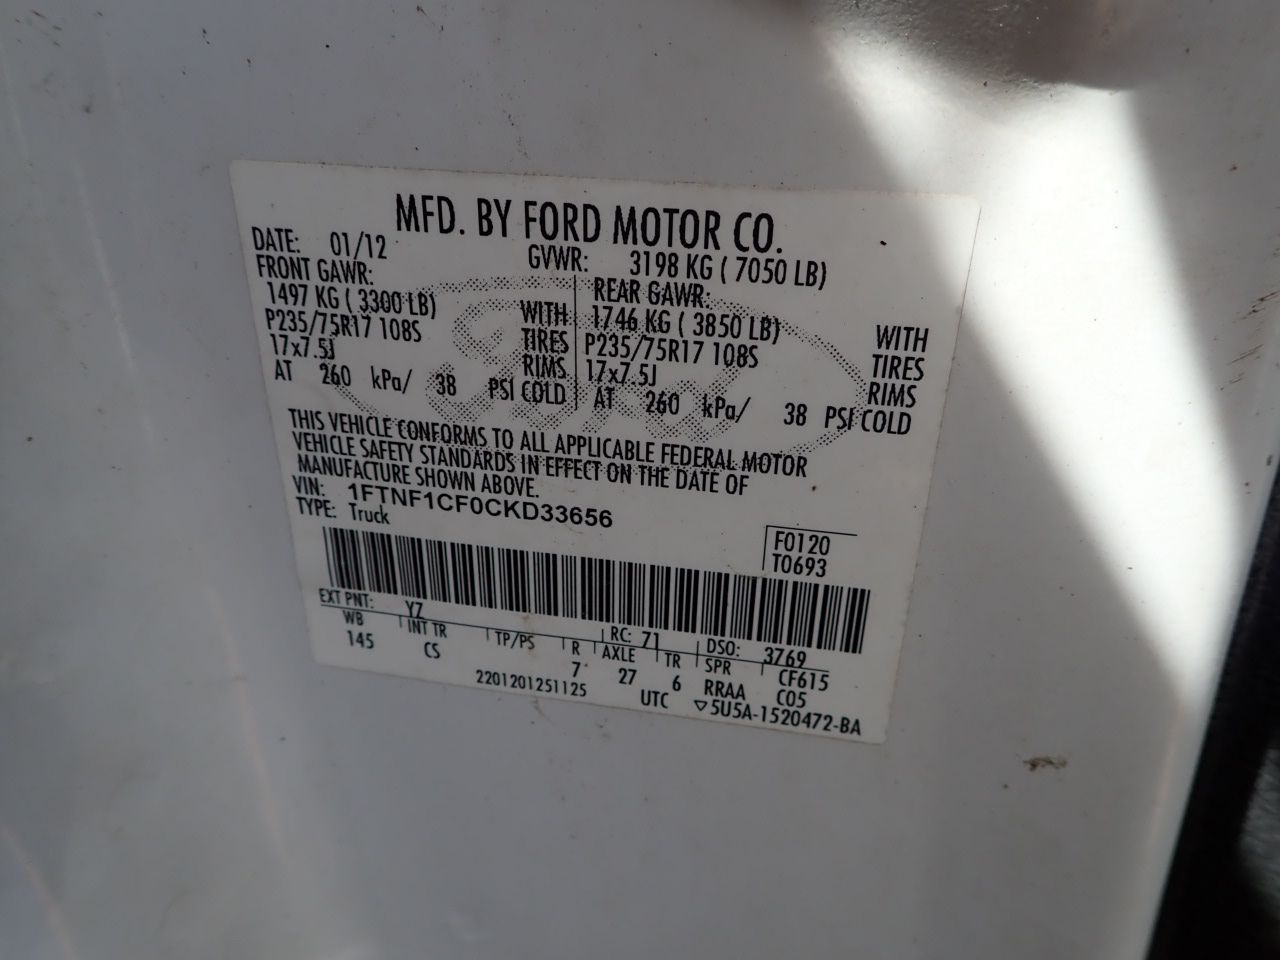 MFD. BY FORD MOTOR CO.
DATE: 01/12 GVWR: 3198 KG ( 7050 LB)
FRONT GAWR: REAR GAWR:
1497 KG ( 3300 LB) WITH 1746 KG ( 3850 LB) WITH
P235/75R17 108S TIRES P235/75R17 108S TIRES
17x7.5J RIMS 17x7.5J RIMS
AT 260 kPa/ 38 PSI COLD AT 260 kPa/ 38 PSI COLD
THIS VEHICLE CONFORMS TO ALL APPLICABLE FEDERAL MOTOR
VEHICLE SAFETY STANDARDS IN EFFECT ON THE DATE OF
MANUFACTURE SHOWN ABOVE.
VIN: 1FTNF1CF0CKD33656
TYPE: Truck
F0120
T0693
EXT PNT: YZ RC: 71 DSO: 3769
WB INT TR TP/PS R AXLE TR SPR CF615
145 CS 7 27 6 RRAA C05
2201201251125 UTC ▽5U5A-1520472-BA
Ford